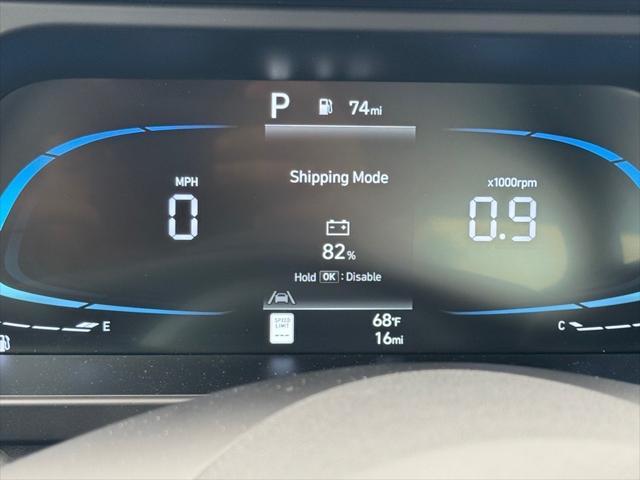 P 74mi
Shipping Mode
MPH
x1000rpm
0
0.9
82%
Hold OK : Disable
SPEED
LIMIT
---
68°F
E
C
16mi